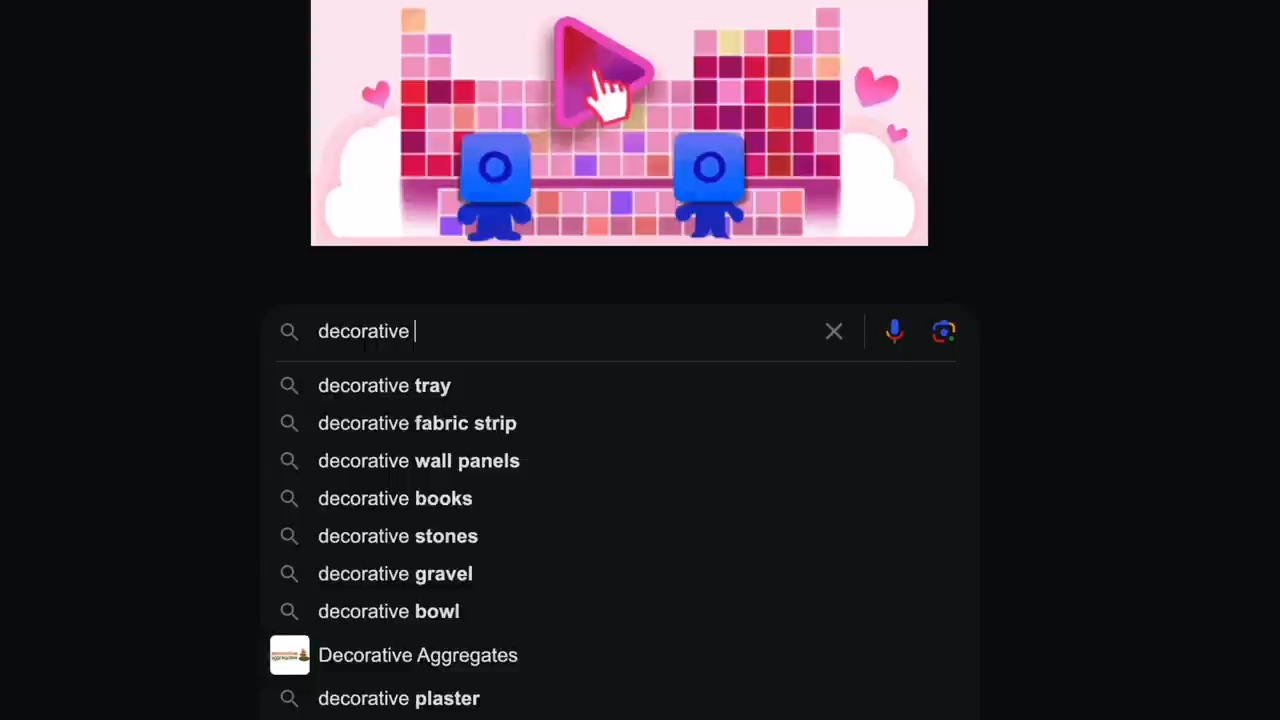 decorative
decorative tray
decorative fabric strip
decorative wall panels
decorative books
decorative stones
decorative gravel
decorative bowl
Decorative Aggregates
decorative plaster